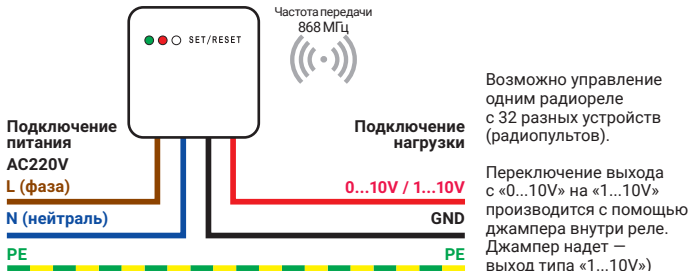 Частота передачи
868 МГц
SET/RESET
Подключение
питания
AC220V
L (фаза)
N (нейтраль)
PE
Подключение
нагрузки
0...10V / 1...10V
GND
PE
Возможно управление
одним радиореле
с 32 разных устройств
(радиопультов).
Переключение выхода
с «0...10V» на «1...10V»
производится с помощью
джампера внутри реле.
Джампер надет —
выход типа «1...10V»)